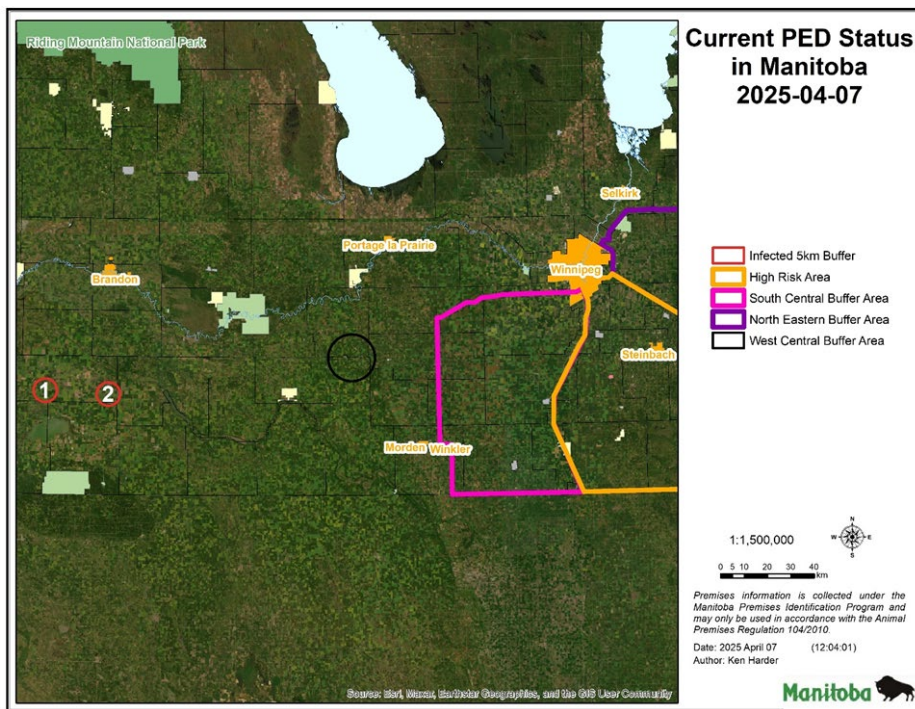 Riding Mountain National Park
Selkirk
Portage la Prairie
Winnipeg
Brandon
Steinbach
1
2
Morden
Winkler
Source: Esri, Maxar, Earthstar Geographics, and the GIS User Community
Current PED Status
in Manitoba
2025-04-07
Infected 5km Buffer
High Risk Area
South Central Buffer Area
North Eastern Buffer Area
West Central Buffer Area
1:1,500,000
N
W
E
S
0 5 10 20 30 40
km
Premises information is collected under the
Manitoba Premises Identification Program and
may only be used in accordance with the Animal
Premises Regulation 104/2010.
Date: 2025 April 07 (12:04:01)
Author: Ken Harder
Manitoba